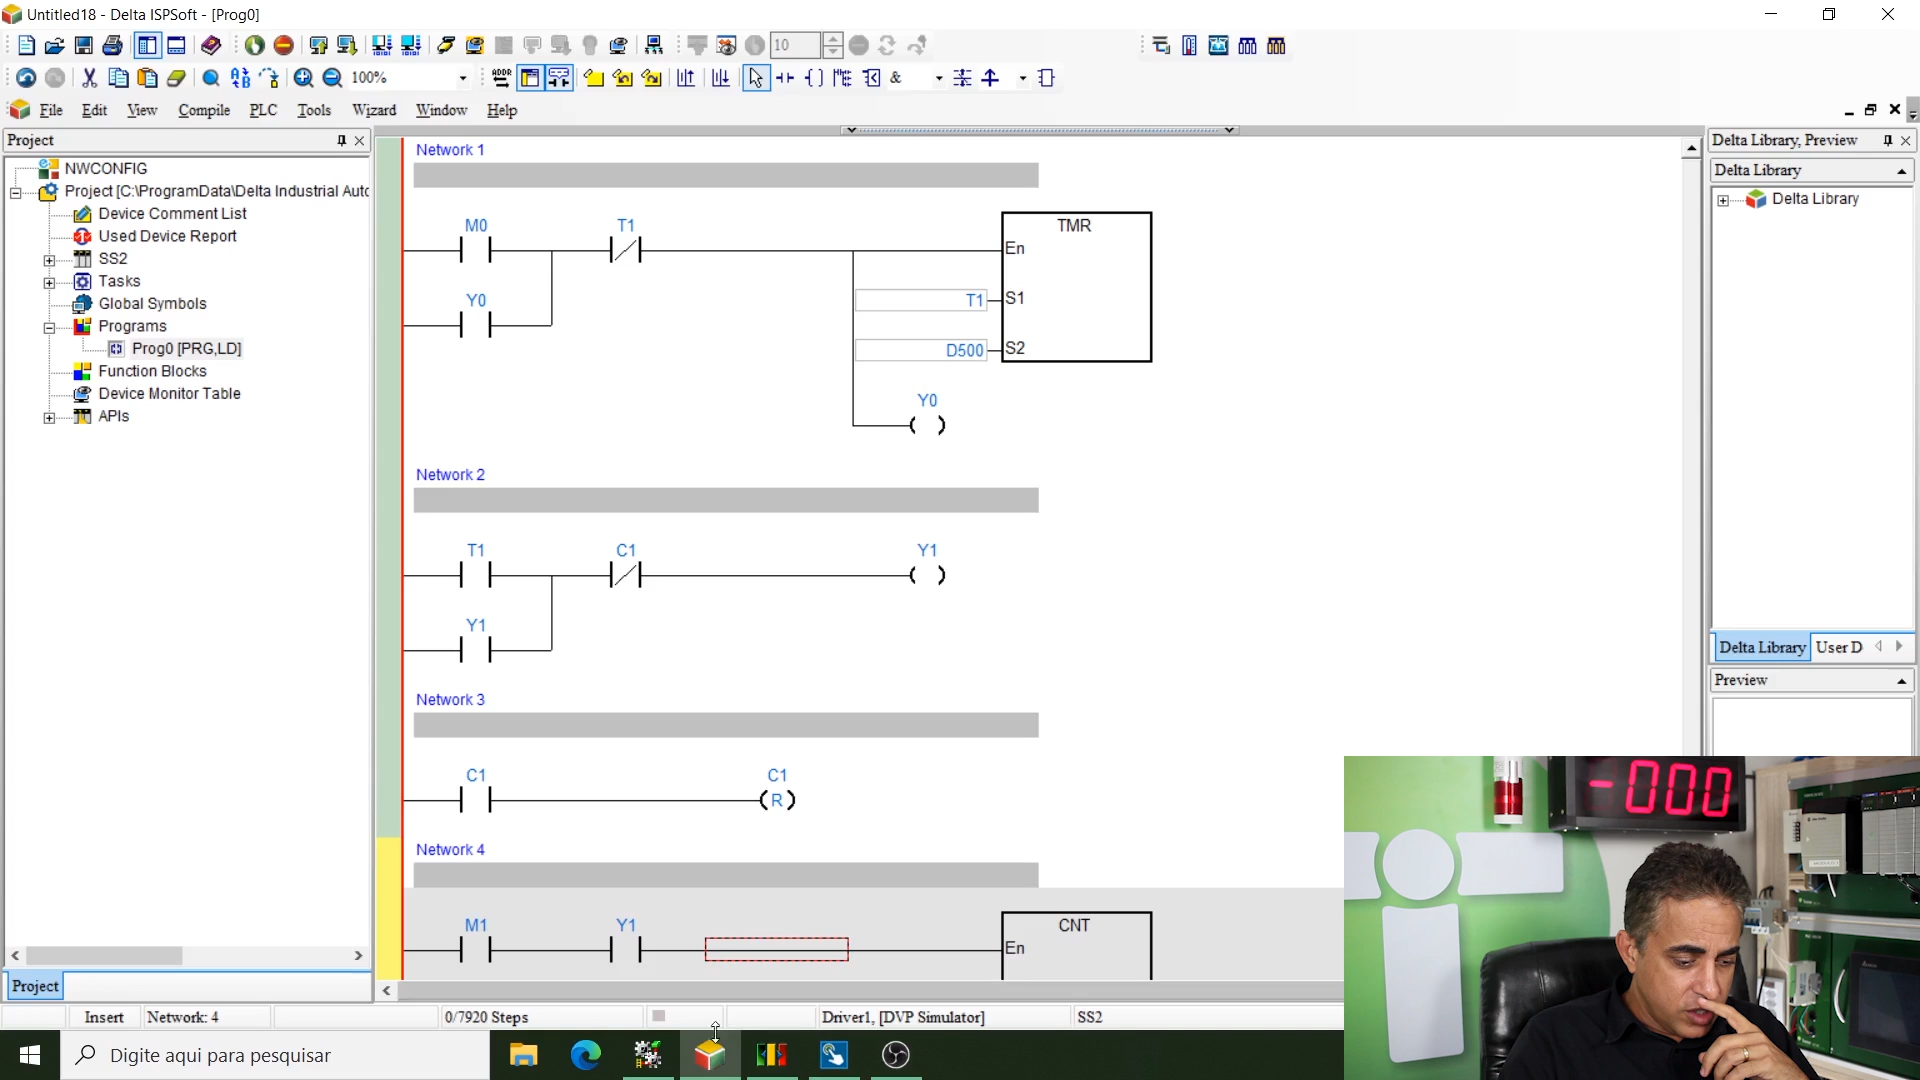 Untitled18 - Delta ISPSoft - [Prog0]
10
100%
ADDR
&
File Edit View Compile PLC Tools Wizard Window Help
Project
NWCONFIG
Project [C:\ProgramData\Delta Industrial Auto
Device Comment List
Used Device Report
SS2
Tasks
Global Symbols
Programs
Prog0 [PRG,LD]
Function Blocks
Device Monitor Table
APIs
Project
Network 1
M0 T1 TMR
En
Y0 T1 S1
D500 S2
Y0
Network 2
T1 C1 Y1
Y1
Network 3
C1 C1
R
Network 4
M1 Y1 CNT
En
Delta Library, Preview
Delta Library
Delta Library
Delta Library User D
Preview
-000
Insert Network: 4 0/7920 Steps Driver1, [DVP Simulator] SS2
Digite aqui para pesquisar